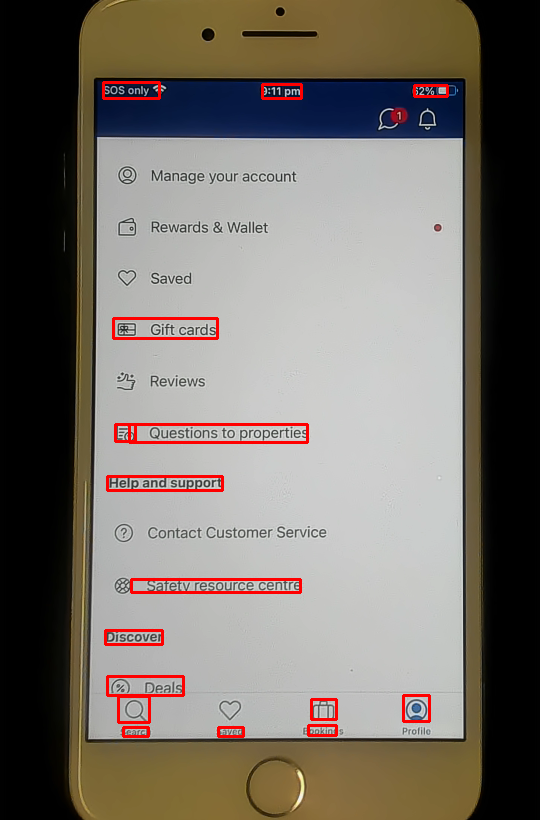 SOS only 9:11 pm 62%
1
Manage your account
Rewards & Wallet
Saved
Gift cards
Reviews
Questions to properties
Help and support
Contact Customer Service
Safety resource centre
Discover
% Deals
Search Saved Bookings Profile